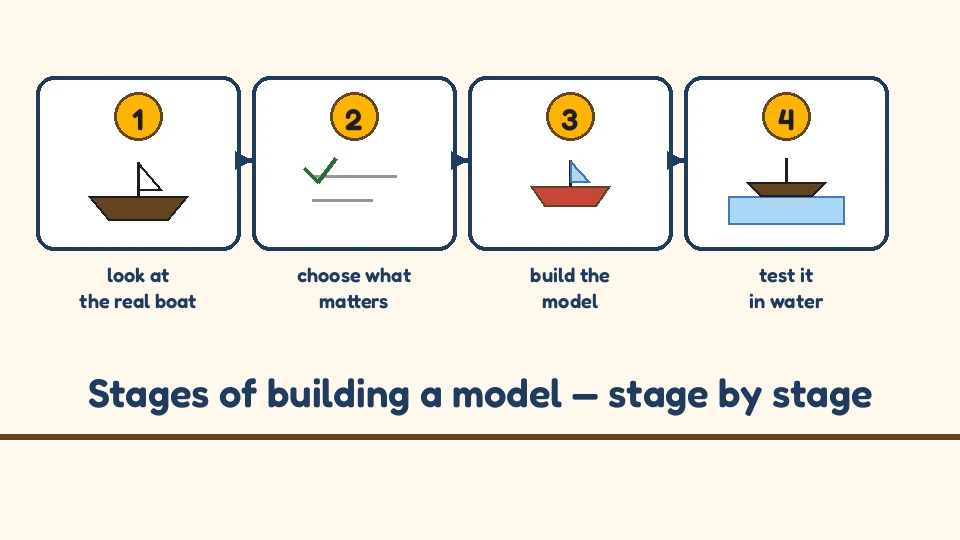 1
2
3
4
look at
the real boat
choose what
matters
build the
model
test it
in water
Stages of building a model — stage by stage